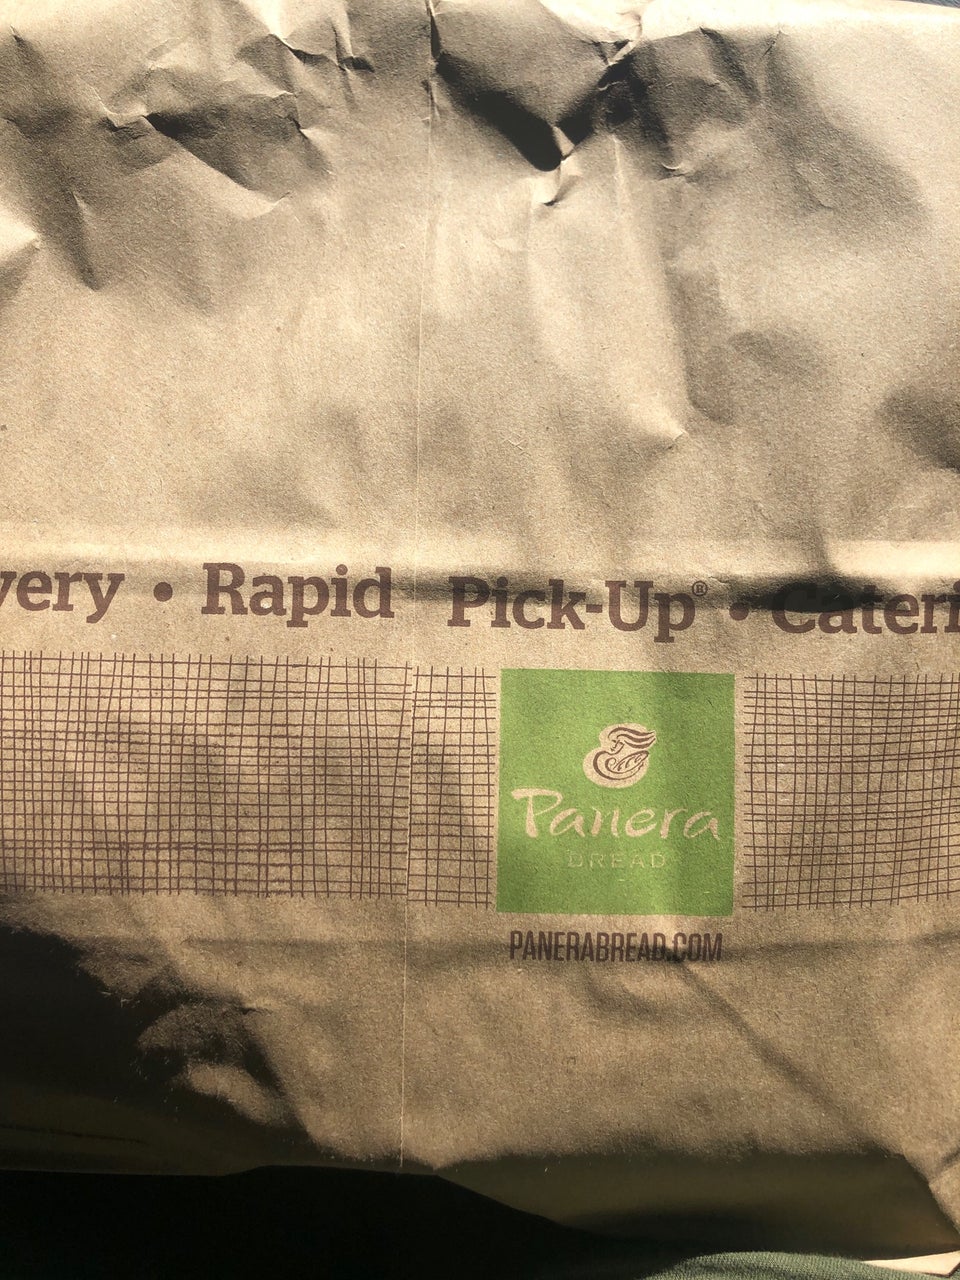 very • Rapid Pick-Up® • Cateri
Panera
BREAD
PANERABREAD.COM